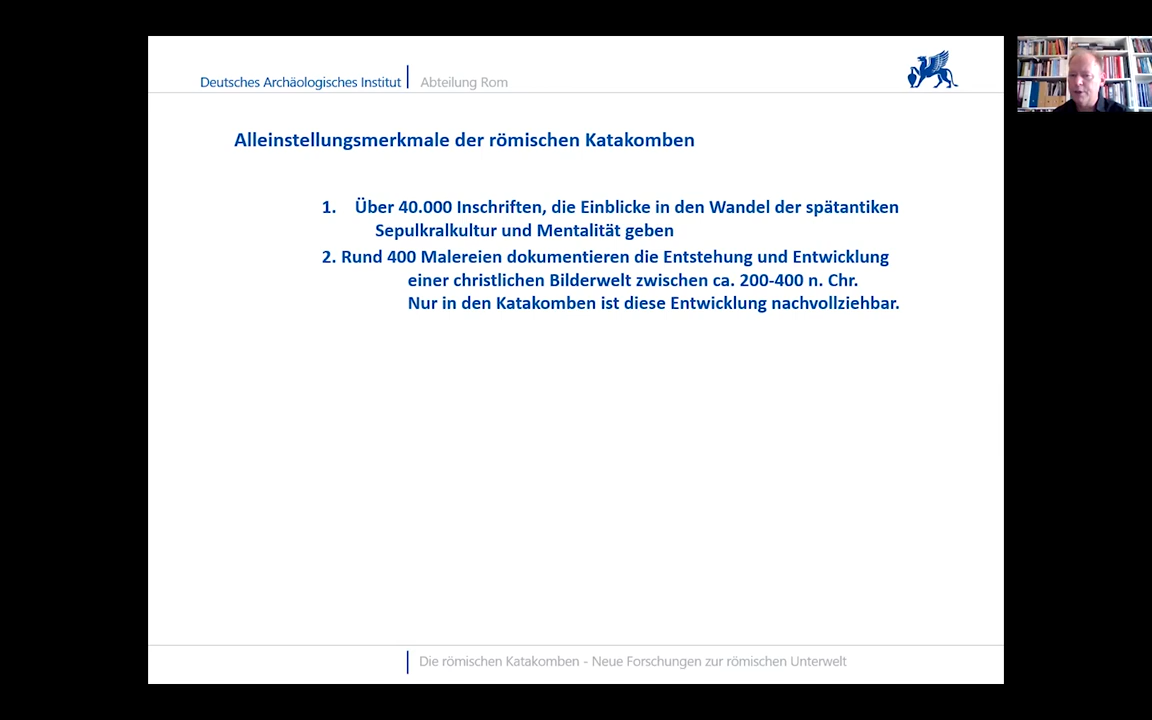 Deutsches Archäologisches Institut Abteilung Rom
Alleinstellungsmerkmale der römischen Katakomben
1. Über 40.000 Inschriften, die Einblicke in den Wandel der spätantiken
Sepulkralkultur und Mentalität geben
2. Rund 400 Malereien dokumentieren die Entstehung und Entwicklung
einer christlichen Bilderwelt zwischen ca. 200-400 n. Chr.
Nur in den Katakomben ist diese Entwicklung nachvollziehbar.
Die römischen Katakomben - Neue Forschungen zur römischen Unterwelt